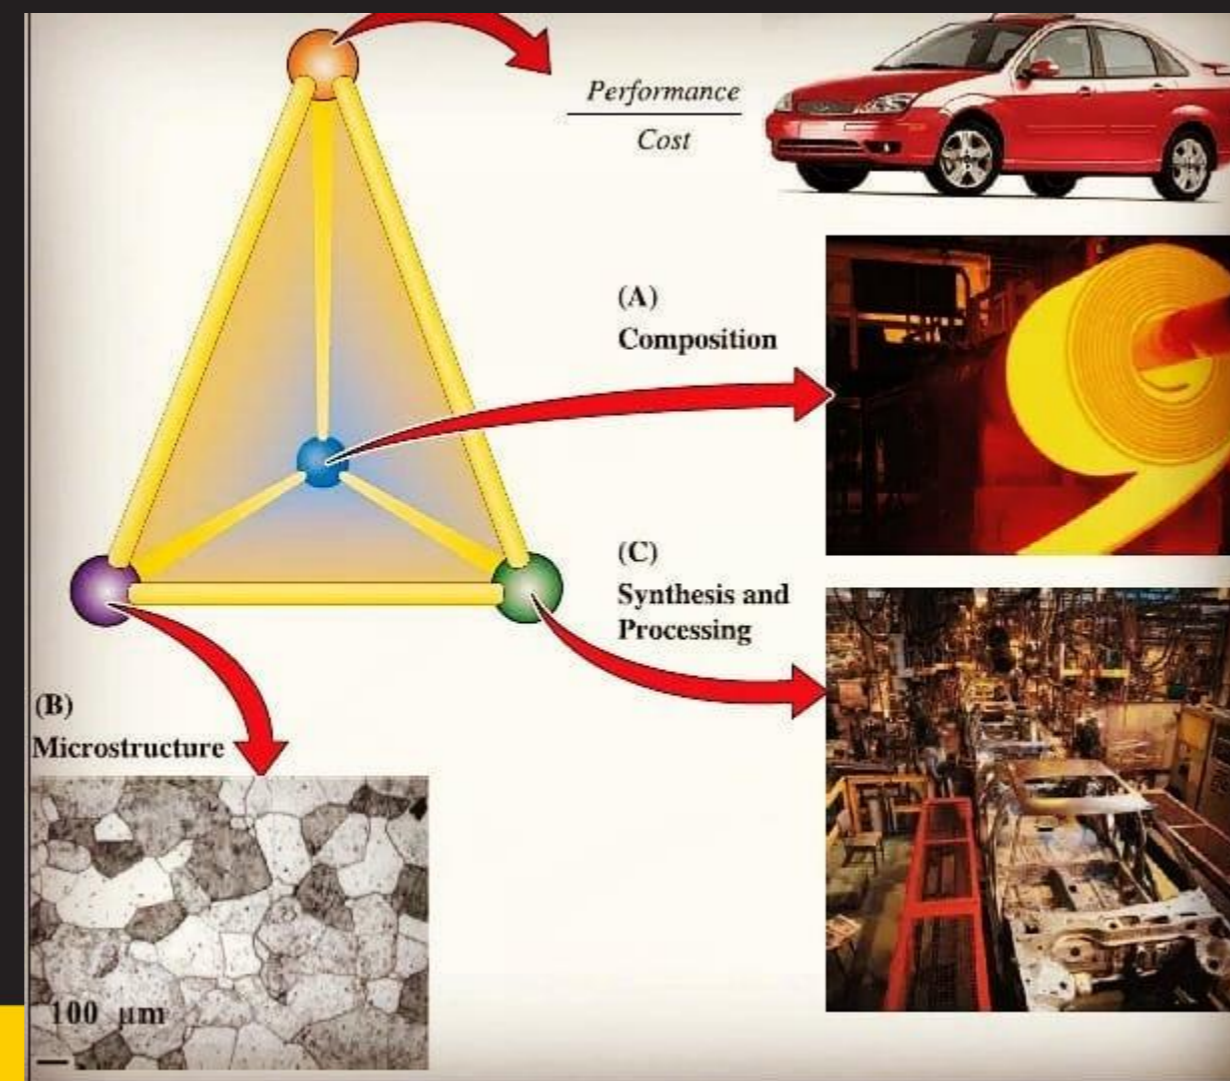 Performance
Cost
(A)
Composition
(C)
Synthesis and
Processing
(B)
Microstructure
100 μm